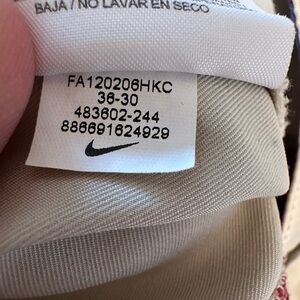 BAJA / NO LAVAR EN SECO
FA120206HKC
36-30
483602-244
886691624929